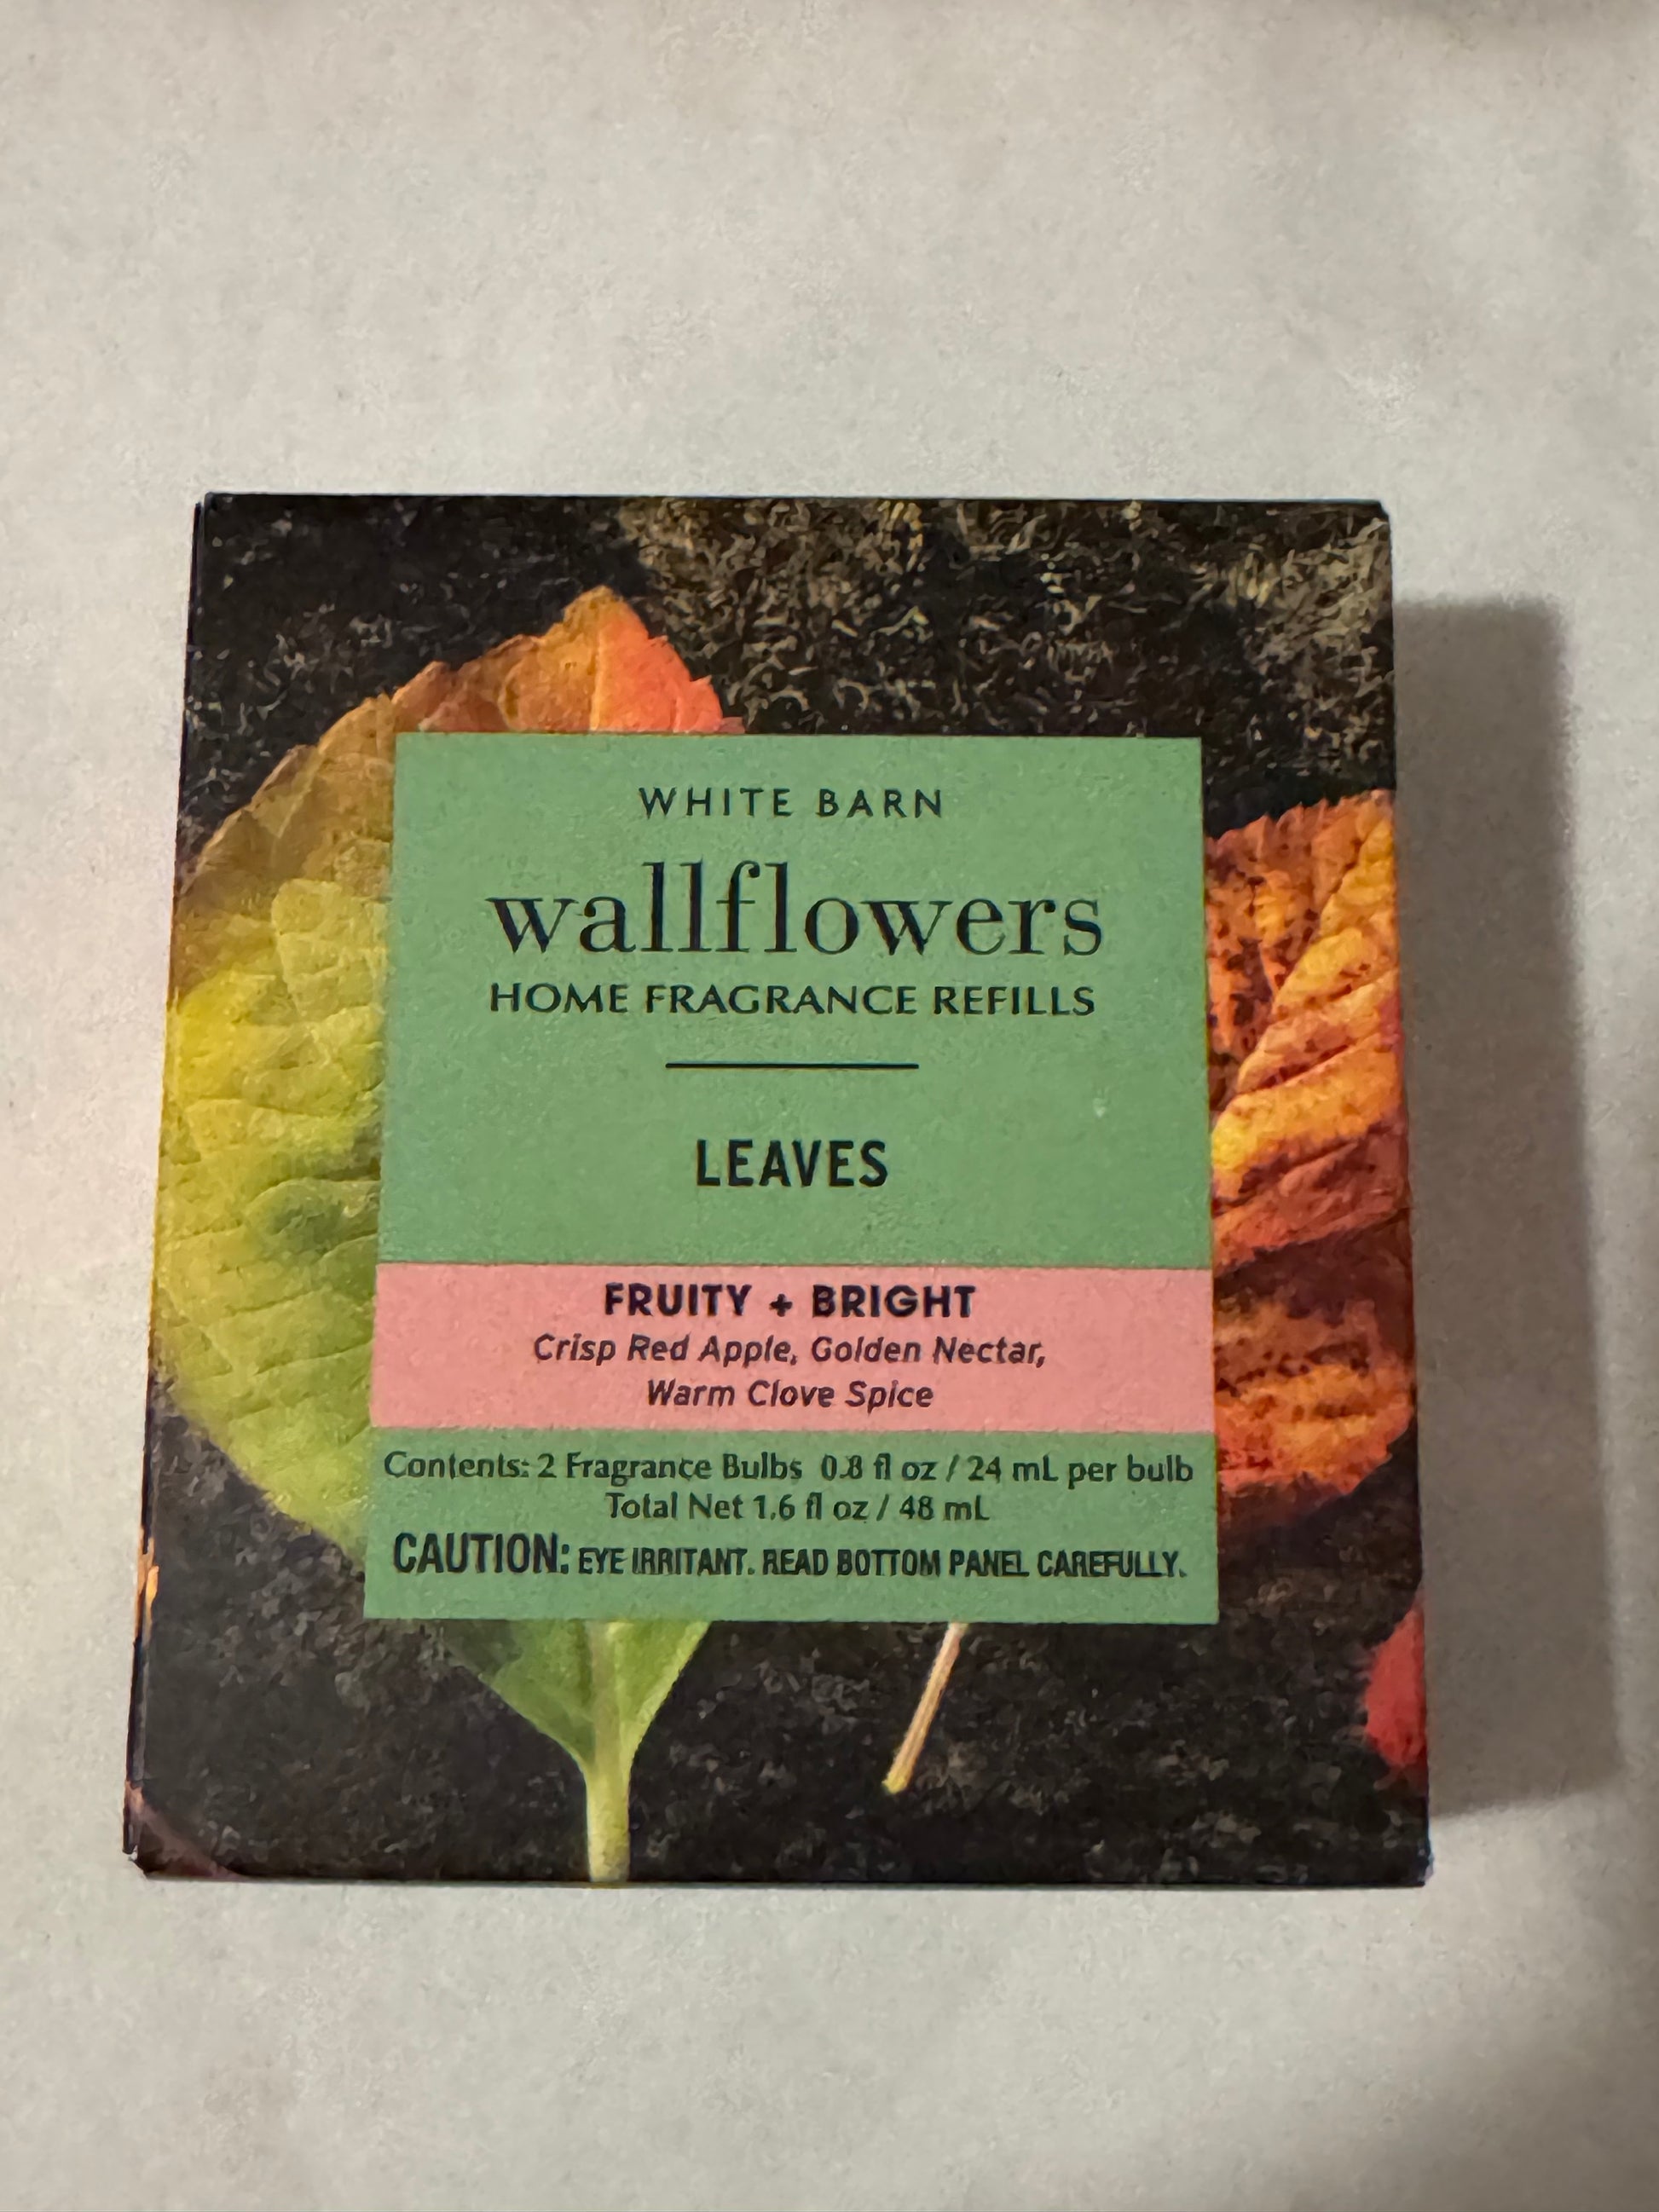 WHITE BARN
wallflowers
HOME FRAGRANCE REFILLS
LEAVES
FRUITY + BRIGHT
Crisp Red Apple, Golden Nectar,
Warm Clove Spice
Contents: 2 Fragrance Bulbs 0.8 fl oz / 24 mL per bulb
Total Net 1.6 fl oz / 48 mL
CAUTION: EYE IRRITANT. READ BOTTOM PANEL CAREFULLY.